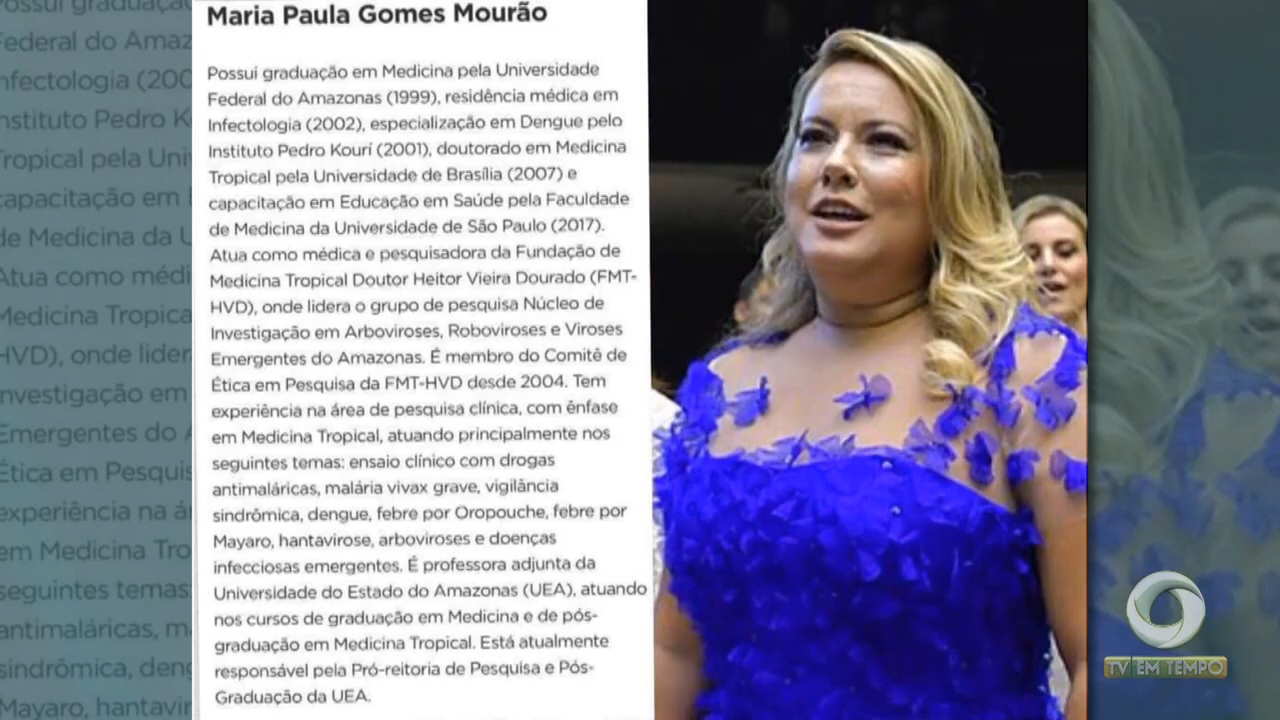 Maria Paula Gomes Mourão
Possui graduação em Medicina pela Universidade
Federal do Amazonas (1999), residência médica em
Infectologia (2002), especialização em Dengue pelo
Instituto Pedro Kourí (2001), doutorado em Medicina
Tropical pela Universidade de Brasília (2007) e
capacitação em Educação em Saúde pela Faculdade
de Medicina da Universidade de São Paulo (2017).
Atua como médica e pesquisadora da Fundação de
Medicina Tropical Doutor Heitor Vieira Dourado (FMT-
HVD), onde lidera o grupo de pesquisa Núcleo de
Investigação em Arboviroses, Roboviroses e Viroses
Emergentes do Amazonas. É membro do Comitê de
Ética em Pesquisa da FMT-HVD desde 2004. Tem
experiência na área de pesquisa clínica, com ênfase
em Medicina Tropical, atuando principalmente nos
seguintes temas: ensaio clínico com drogas
antimaláricas, malária vivax grave, vigilância
sindrômica, dengue, febre por Oropouche, febre por
Mayaro, hantavirose, arboviroses e doenças
infecciosas emergentes. É professora adjunta da
Universidade do Estado do Amazonas (UEA), atuando
nos cursos de graduação em Medicina e de pós-
graduação em Medicina Tropical. Está atualmente
responsável pela Pró-reitoria de Pesquisa e Pós-
Graduação da UEA.
TV EM TEMPO